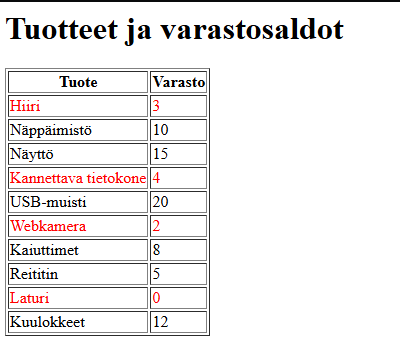 Tuotteet ja varastosaldot
Tuote Varasto
Hiiri 3
Näppäimistö 10
Näyttö 15
Kannettava tietokone 4
USB-muisti 20
Webkamera 2
Kaiuttimet 8
Reititin 5
Laturi 0
Kuulokkeet 12